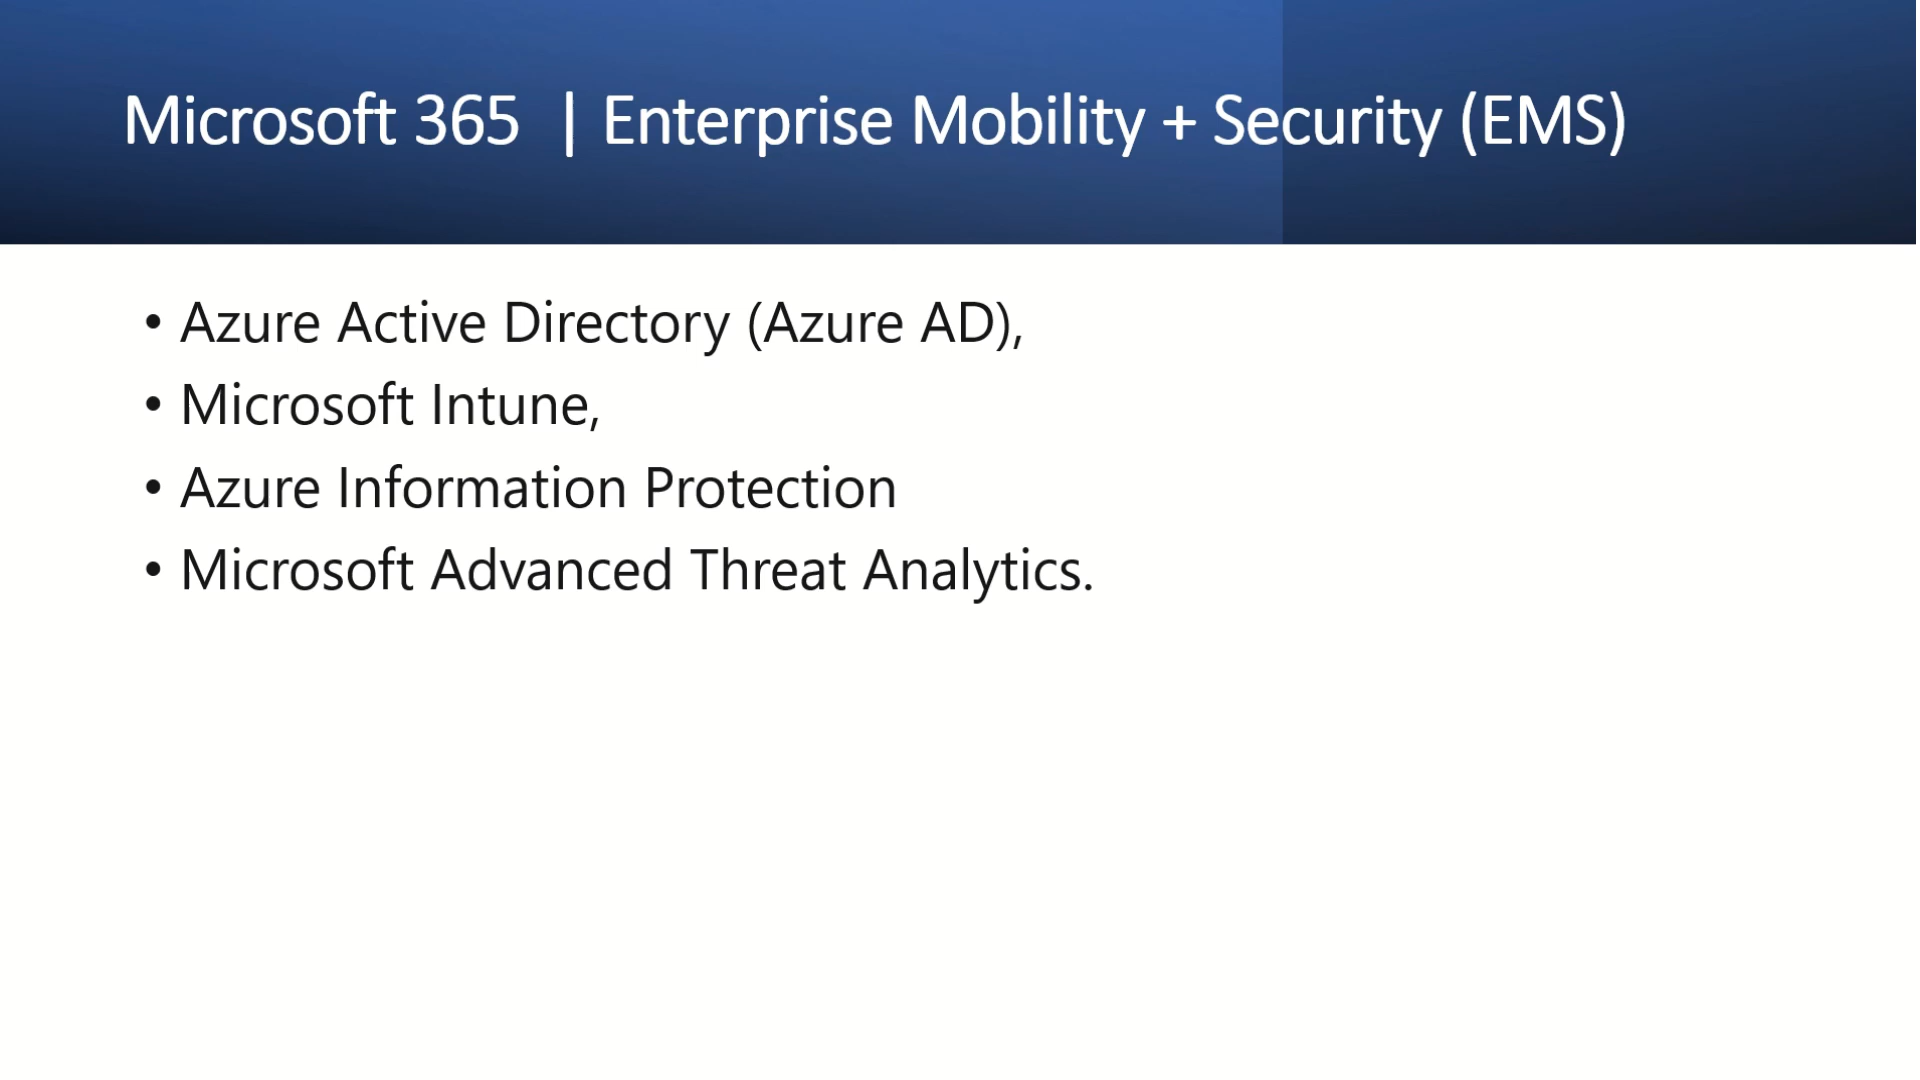 Microsoft 365 | Enterprise Mobility + Security (EMS)
• Azure Active Directory (Azure AD),
• Microsoft Intune,
• Azure Information Protection
• Microsoft Advanced Threat Analytics.